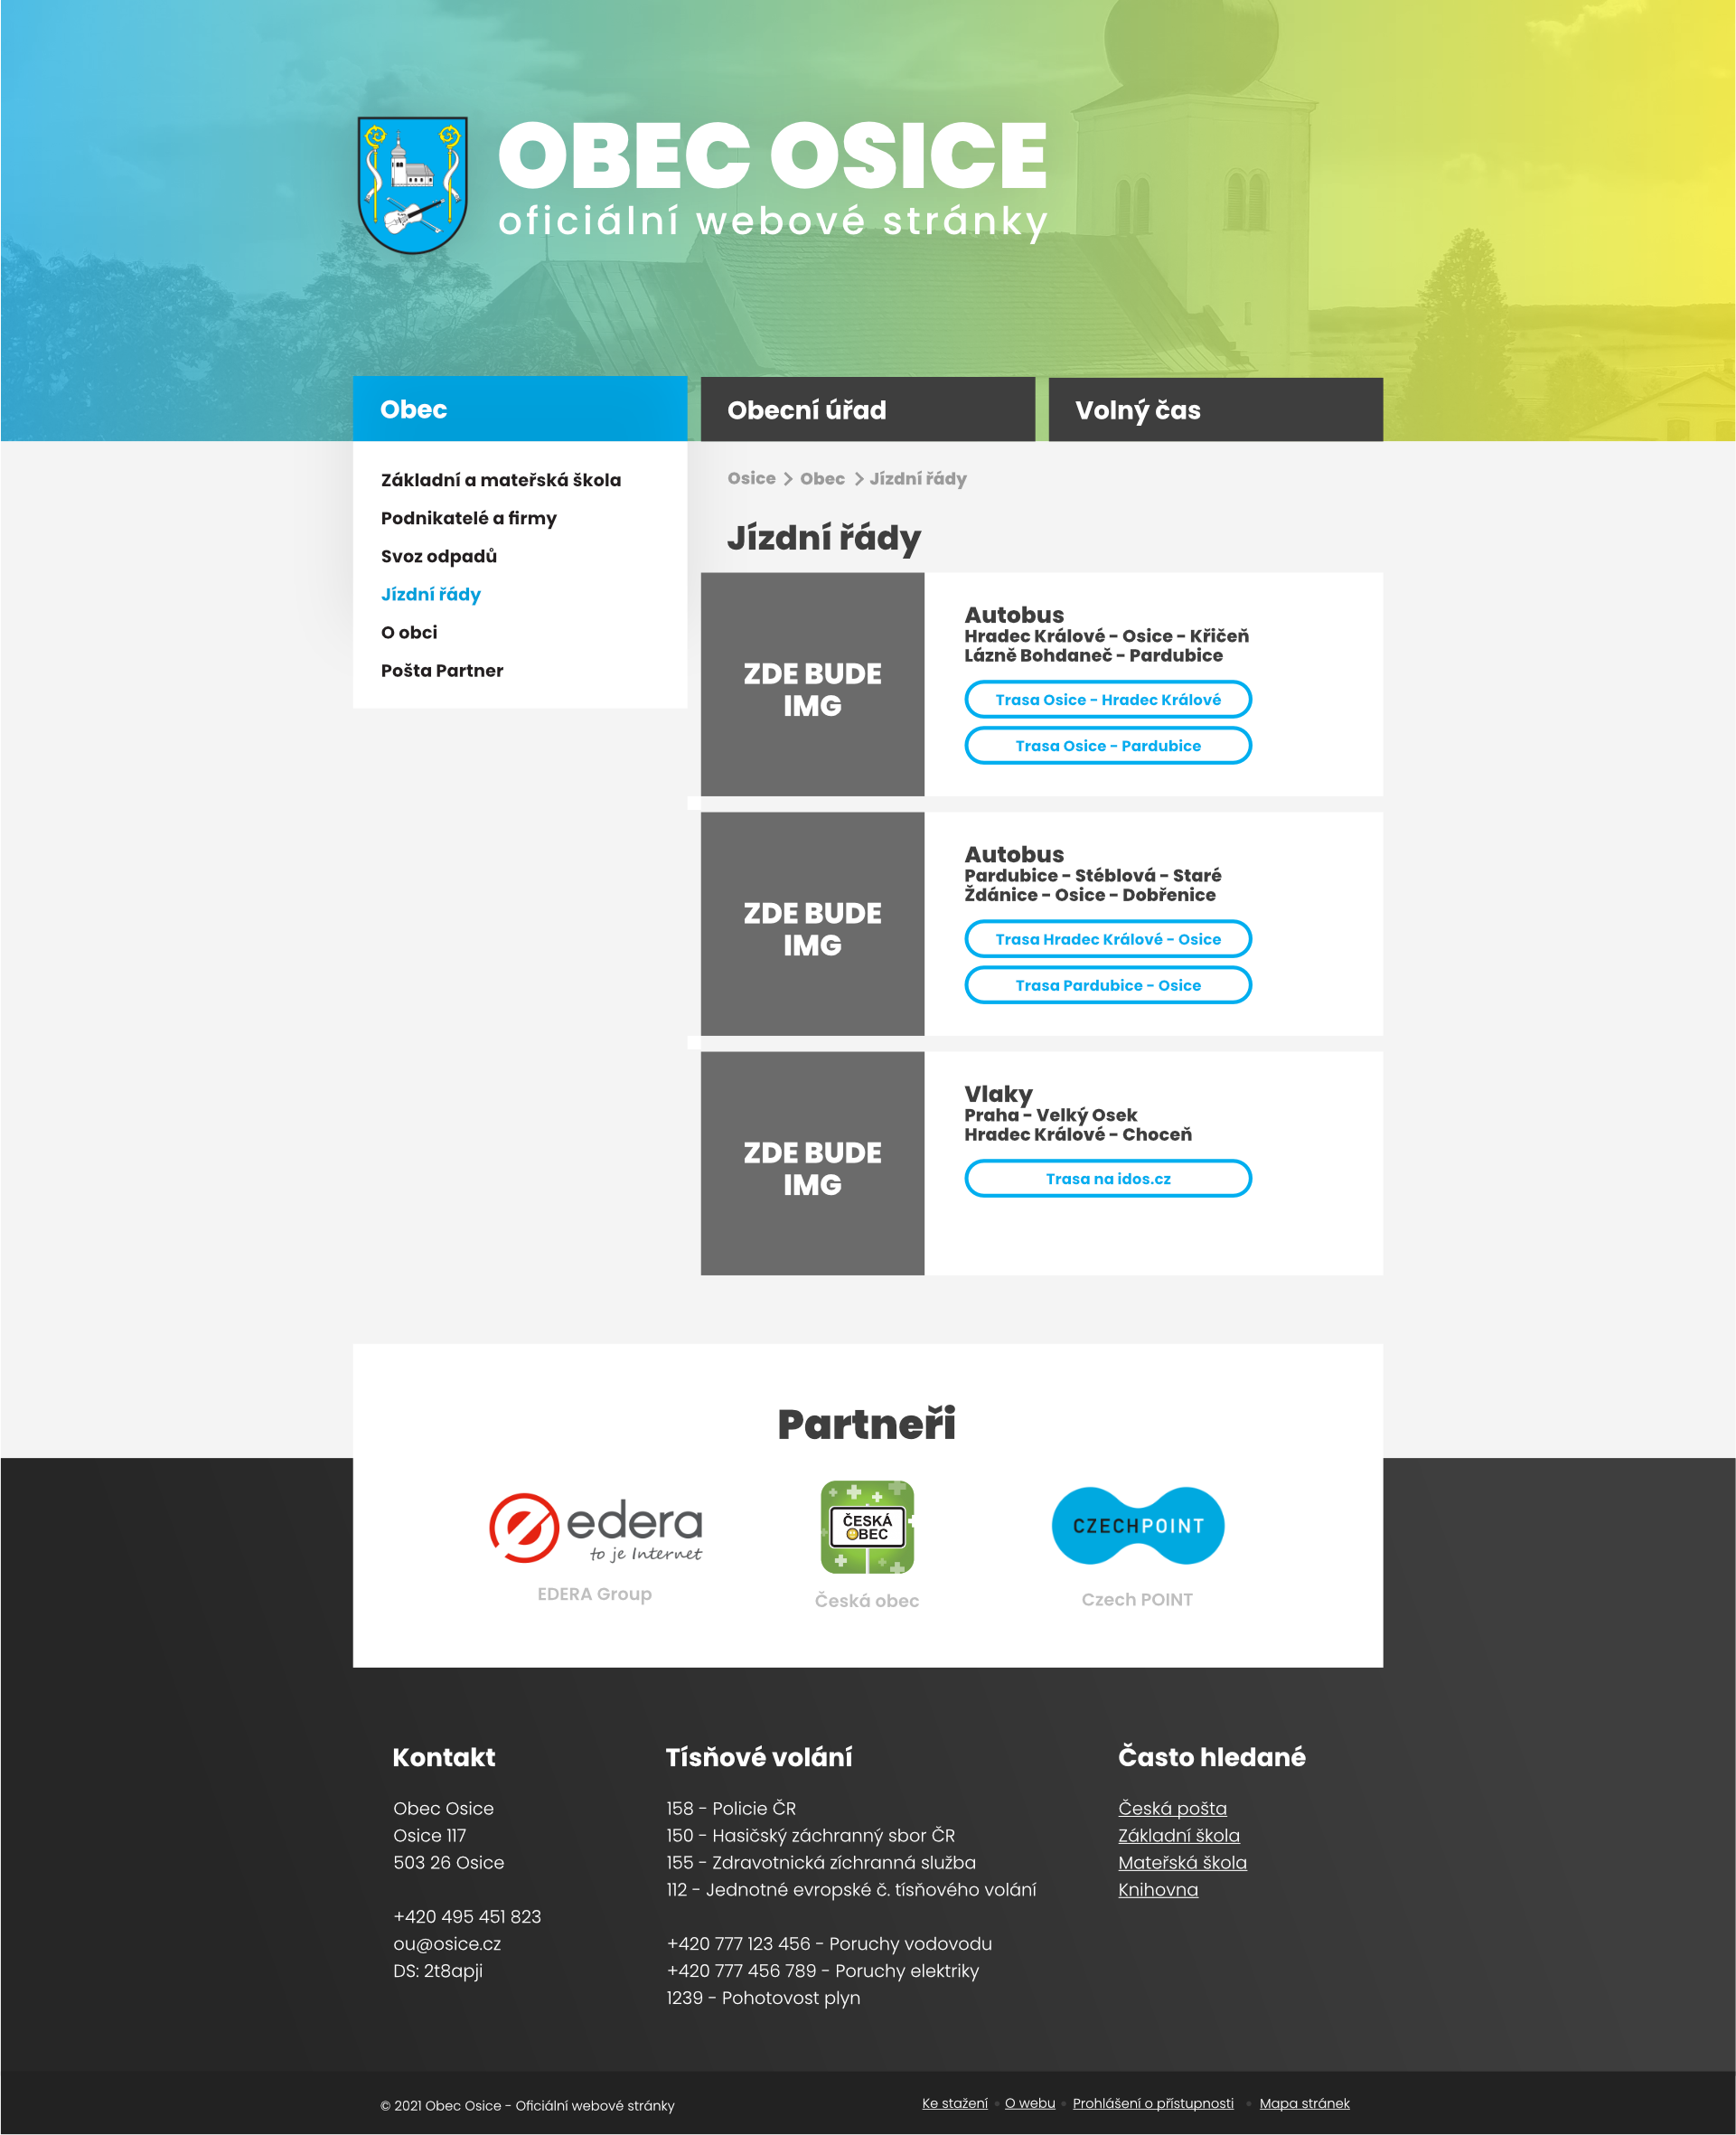 OBEC OSICE
oficiální webové stránky
Obec
Obecní úřad
Volný čas
Základní a mateřská škola
Podnikatelé a firmy
Svoz odpadů
Jízdní řády
O obci
Pošta Partner
Osice > Obec > Jízdní řády
Jízdní řády
ZDE BUDE
IMG
Autobus
Hradec Králové - Osice - Křičeň
Lázně Bohdaneč - Pardubice
Trasa Osice - Hradec Králové
Trasa Osice - Pardubice
ZDE BUDE
IMG
Autobus
Pardubice - Stéblová - Staré
Ždánice - Osice - Dobřenice
Trasa Hradec Králové - Osice
Trasa Pardubice - Osice
ZDE BUDE
IMG
Vlaky
Praha - Velký Osek
Hradec Králové - Choceň
Trasa na idos.cz
Partneři
edera
to je Internet
EDERA Group
ČESKÁ
OBEC
Česká obec
CZECHPOINT
Czech POINT
Kontakt
Obec Osice
Osice 117
503 26 Osice
+420 495 451 823
ou@osice.cz
DS: 2t8apji
Tísňové volání
158 - Policie ČR
150 - Hasičský záchranný sbor ČR
155 - Zdravotnická zíchranná služba
112 - Jednotné evropské č. tísňového volání
+420 777 123 456 - Poruchy vodovodu
+420 777 456 789 - Poruchy elektriky
1239 - Pohotovost plyn
Často hledané
Česká pošta
Základní škola
Mateřská škola
Knihovna
© 2021 Obec Osice - Oficiální webové stránky
Ke stažení • O webu • Prohlášení o přístupnosti • Mapa stránek